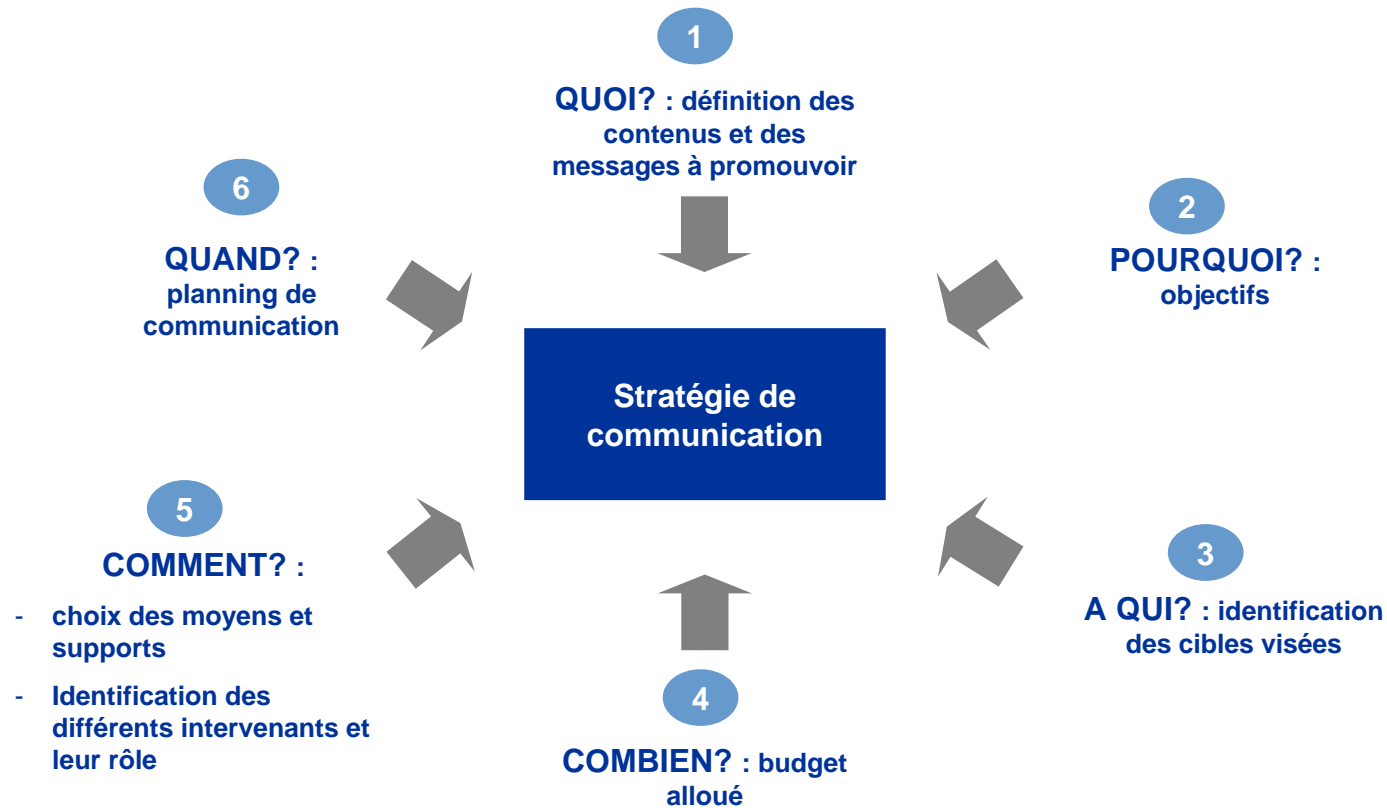 1
QUOI? : définition des
contenus et des
messages à promouvoir
2
POURQUOI? :
objectifs
3
A QUI? : identification
des cibles visées
4
COMBIEN? : budget
alloué
5
COMMENT? :
- choix des moyens et
supports
- Identification des
différents intervenants et
leur rôle
6
QUAND? :
planning de
communication
Stratégie de
communication